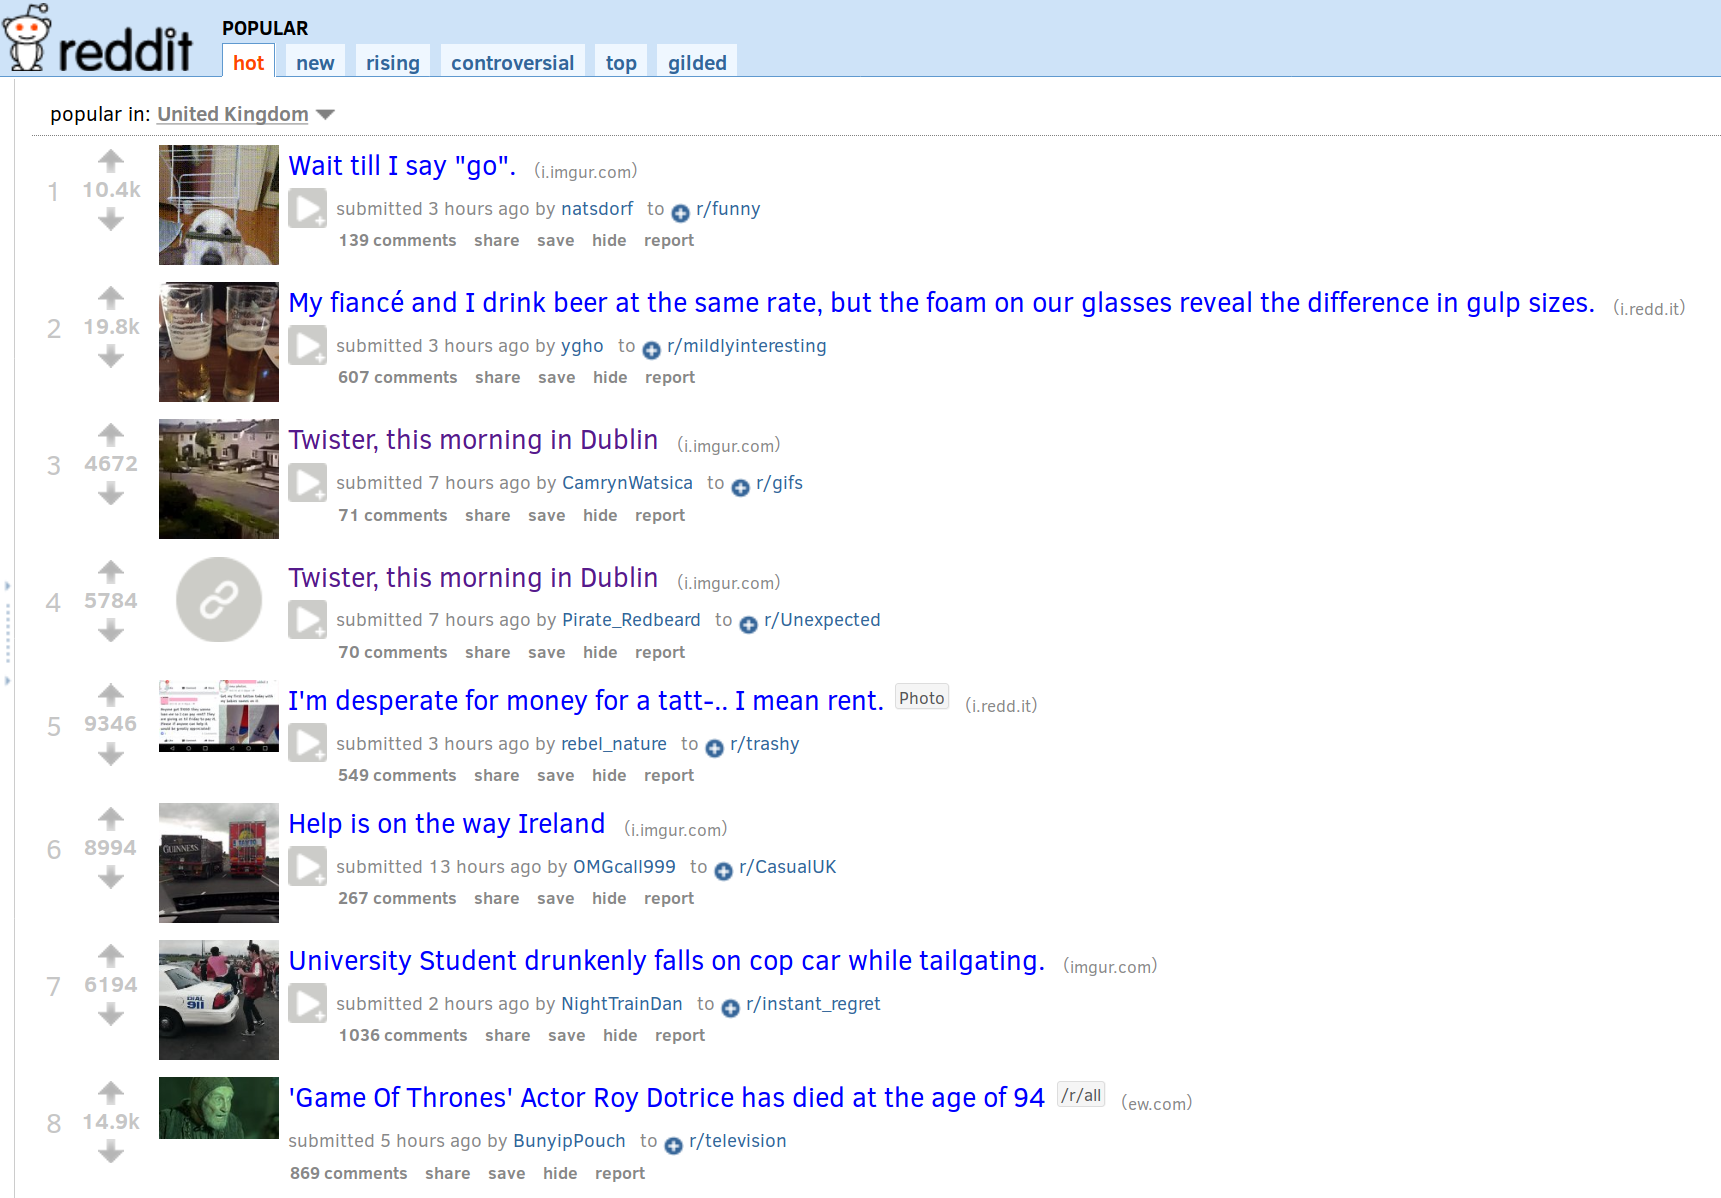 reddit
POPULAR
hot new rising controversial top gilded
popular in: United Kingdom
1
10.4k
Wait till I say "go". (i.imgur.com)
submitted 3 hours ago by natsdorf to r/funny
139 comments share save hide report
2
19.8k
My fiancé and I drink beer at the same rate, but the foam on our glasses reveal the difference in gulp sizes. (i.redd.it)
submitted 3 hours ago by ygho to r/mildlyinteresting
607 comments share save hide report
3
4672
Twister, this morning in Dublin (i.imgur.com)
submitted 7 hours ago by CamrynWatsica to r/gifs
71 comments share save hide report
4
5784
Twister, this morning in Dublin (i.imgur.com)
submitted 7 hours ago by Pirate_Redbeard to r/Unexpected
70 comments share save hide report
5
9346
I'm desperate for money for a tatt-.. I mean rent. Photo (i.redd.it)
submitted 3 hours ago by rebel_nature to r/trashy
549 comments share save hide report
6
8994
GUINNESS
Help is on the way Ireland (i.imgur.com)
submitted 13 hours ago by OMGcall999 to r/CasualUK
267 comments share save hide report
7
6194
DIAL
911
University Student drunkenly falls on cop car while tailgating. (imgur.com)
submitted 2 hours ago by NightTrainDan to r/instant_regret
1036 comments share save hide report
8
14.9k
'Game Of Thrones' Actor Roy Dotrice has died at the age of 94 /r/all (ew.com)
submitted 5 hours ago by BunyipPouch to r/television
869 comments share save hide report